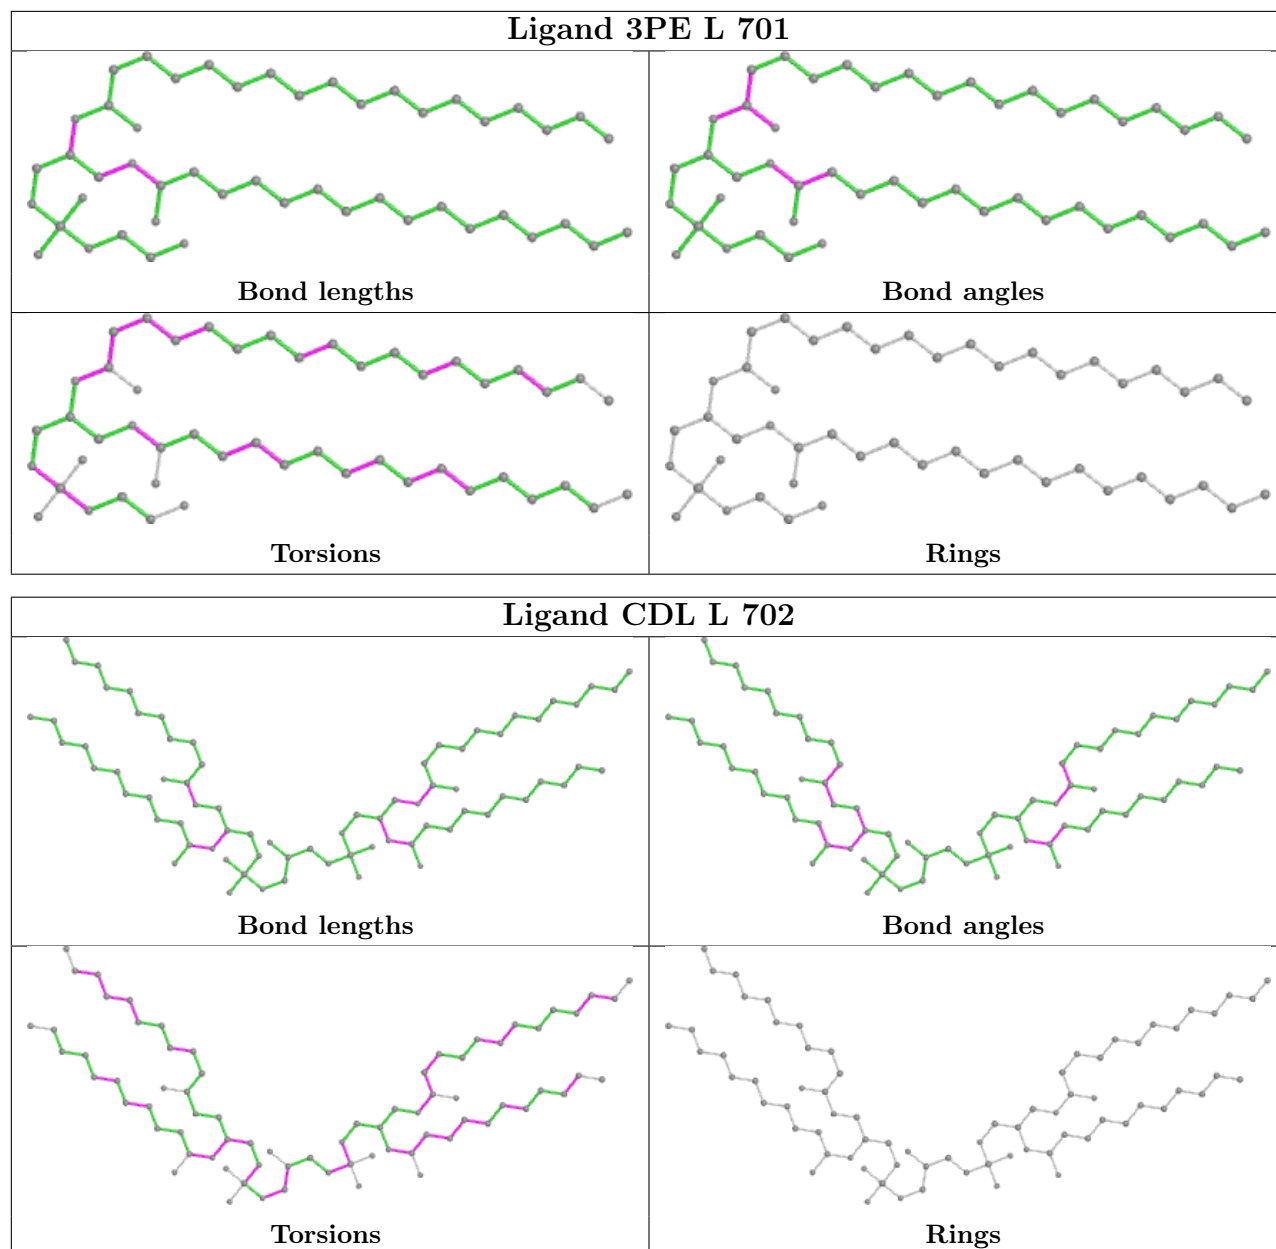 Ligand 3PE L 701
Bond lengths
Bond angles
Torsions
Rings
Ligand CDL L 702
Bond lengths
Bond angles
Torsions
Rings